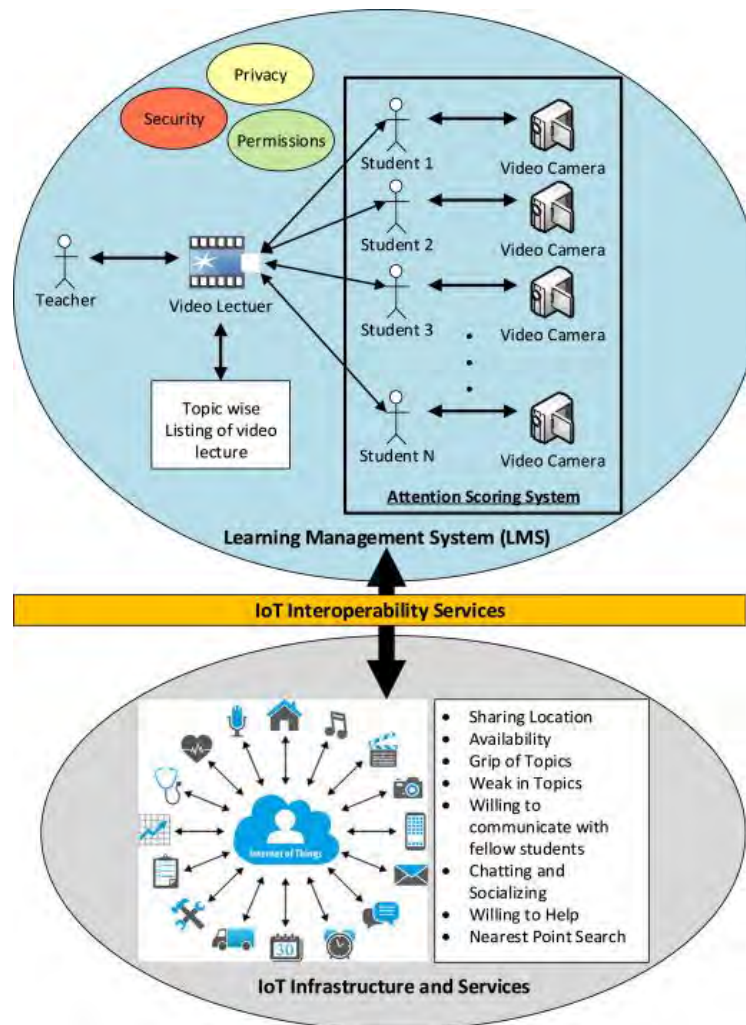 Privacy
Security
Permissions
Student 1
Video Camera
Student 2
Video Camera
Teacher
Video Lectuer
Student 3
Video Camera
Topic wise
Listing of video
lecture
Student N
Video Camera
Attention Scoring System
Learning Management System (LMS)
IoT Interoperability Services
Internet of Things
30
• Sharing Location
• Availability
• Grip of Topics
• Weak in Topics
• Willing to
communicate with
fellow students
• Chatting and
Socializing
• Willing to Help
• Nearest Point Search
IoT Infrastructure and Services